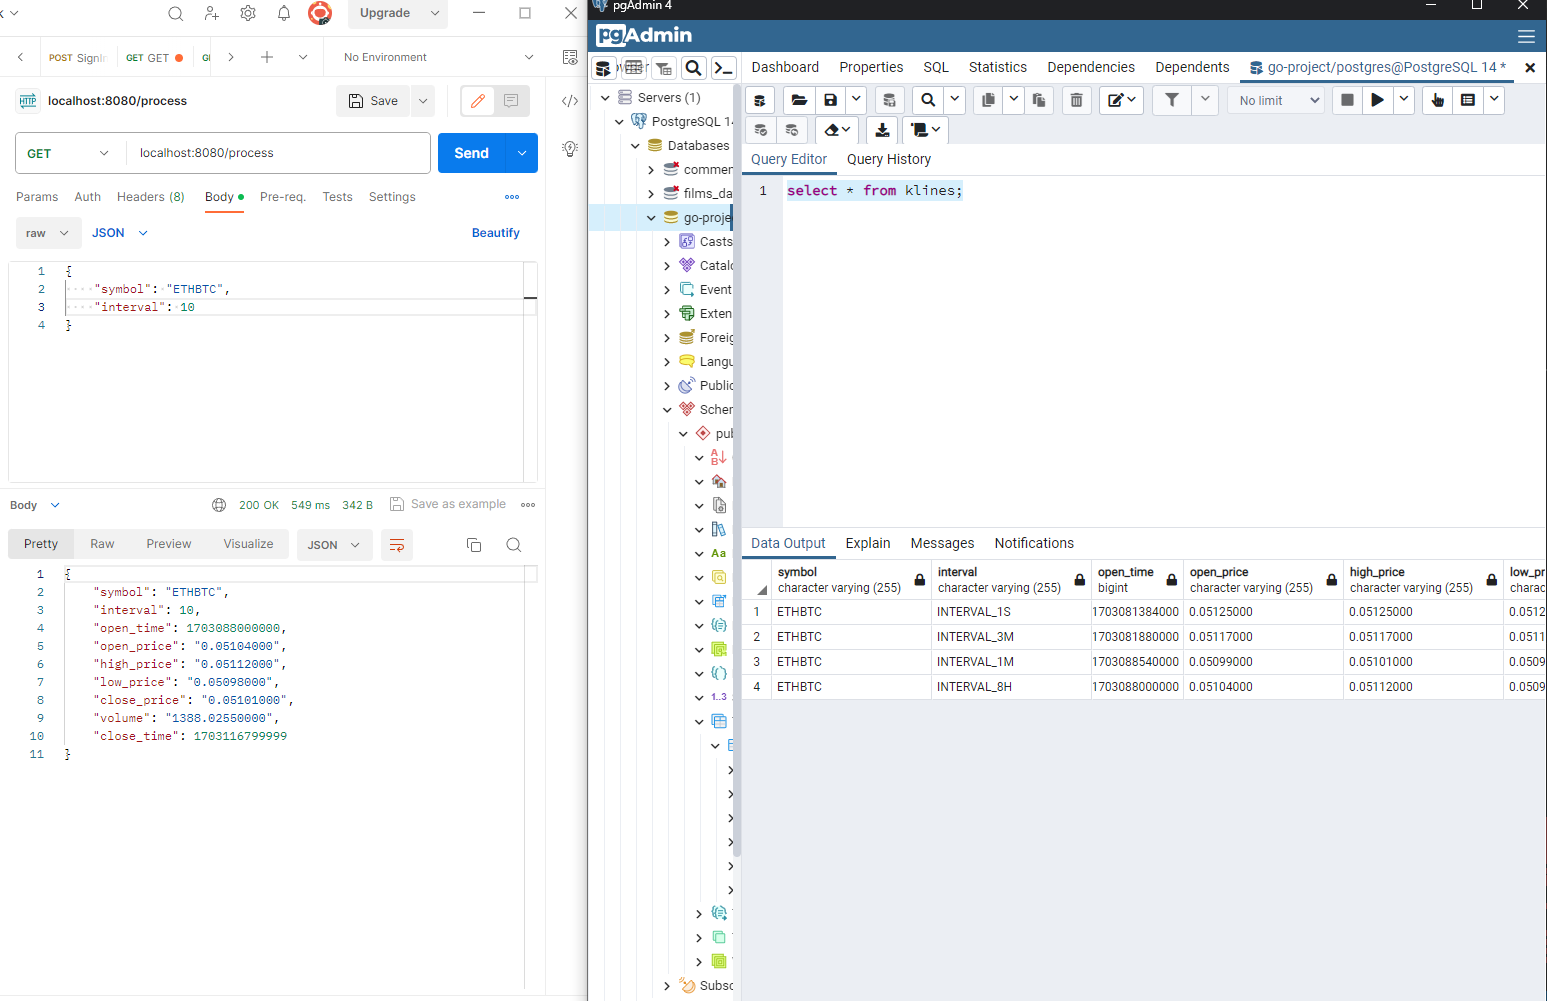 Upgrade
POST SignIn
GET GET
No Environment
HTTP
localhost:8080/process
Save
GET
localhost:8080/process
Send
Params
Auth
Headers (8)
Body
Pre-req.
Tests
Settings
raw
JSON
Beautify
1 {
2 "symbol": "ETHBTC",
3 "interval": 10
4 }
Body
200 OK
549 ms
342 B
Save as example
Pretty
Raw
Preview
Visualize
JSON
1 {
2 "symbol": "ETHBTC",
3 "interval": 10,
4 "open_time": 1703088000000,
5 "open_price": "0.05104000",
6 "high_price": "0.05112000",
7 "low_price": "0.05098000",
8 "close_price": "0.05101000",
9 "volume": "1388.02550000",
10 "close_time": 1703116799999
11 }
pgAdmin 4
pgAdmin
Dashboard
Properties
SQL
Statistics
Dependencies
Dependents
go-project/postgres@PostgreSQL 14 *
Servers (1)
PostgreSQL 14
Databases
commen
films_da
go-proje
Casts
Catalo
Event
Exten
Foreig
Langu
Public
Schem
pub
Aa
1..3
Subsc
No limit
Query Editor
Query History
1 select * from klines;
Data Output
Explain
Messages
Notifications
symbol
character varying (255)
interval
character varying (255)
open_time
bigint
open_price
character varying (255)
high_price
character varying (255)
low_pr
charac
1 ETHBTC INTERVAL_1S 1703081384000 0.05125000 0.05125000 0.0512
2 ETHBTC INTERVAL_3M 1703081880000 0.05117000 0.05117000 0.0511
3 ETHBTC INTERVAL_1M 1703088540000 0.05099000 0.05101000 0.0509
4 ETHBTC INTERVAL_8H 1703088000000 0.05104000 0.05112000 0.0509